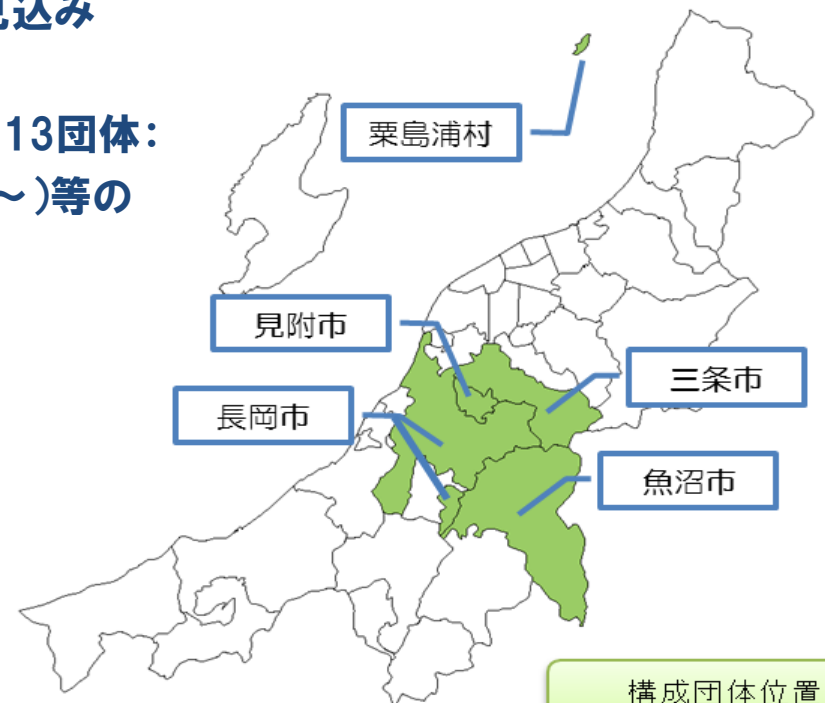 見込み
13団体：
～）等の
粟島浦村
見附市
三条市
長岡市
魚沼市
構成団体位置